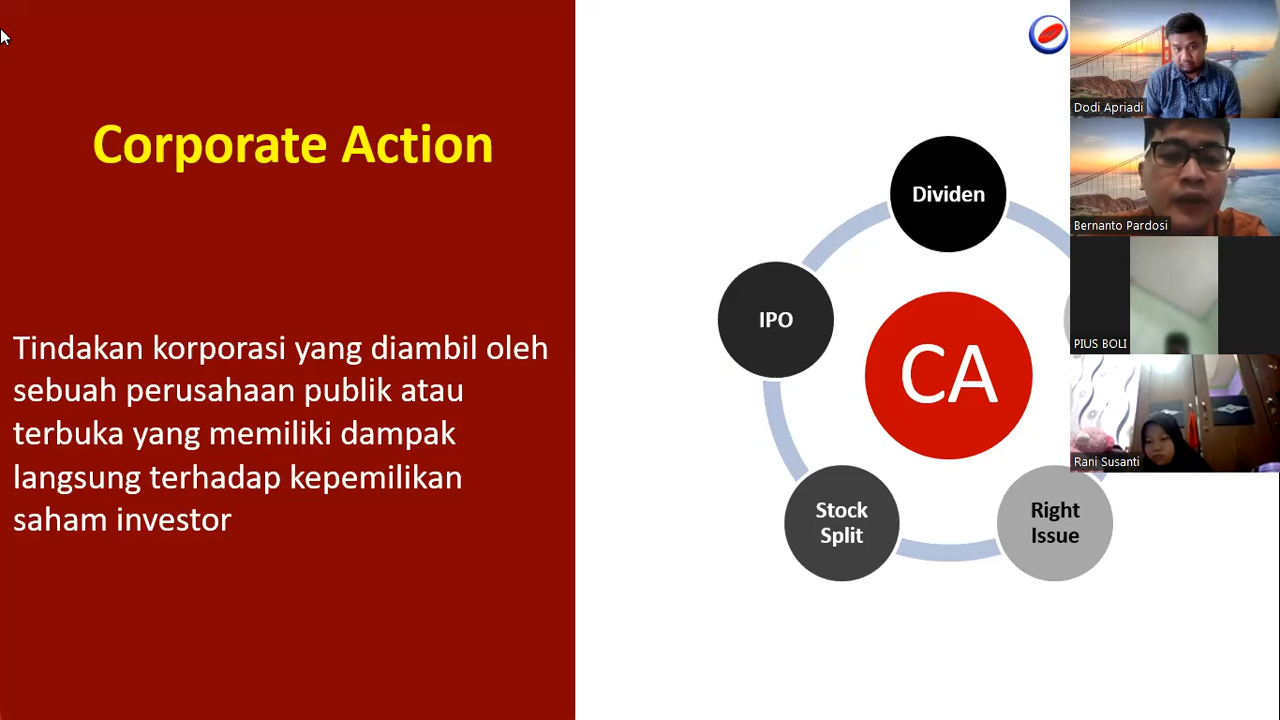 Corporate Action
Tindakan korporasi yang diambil oleh
sebuah perusahaan publik atau
terbuka yang memiliki dampak
langsung terhadap kepemilikan
saham investor
Dividen
IPO
CA
Stock
Split
Right
Issue
Dodi Apriadi
Bernanto Pardosi
PIUS BOLI
Rani Susanti